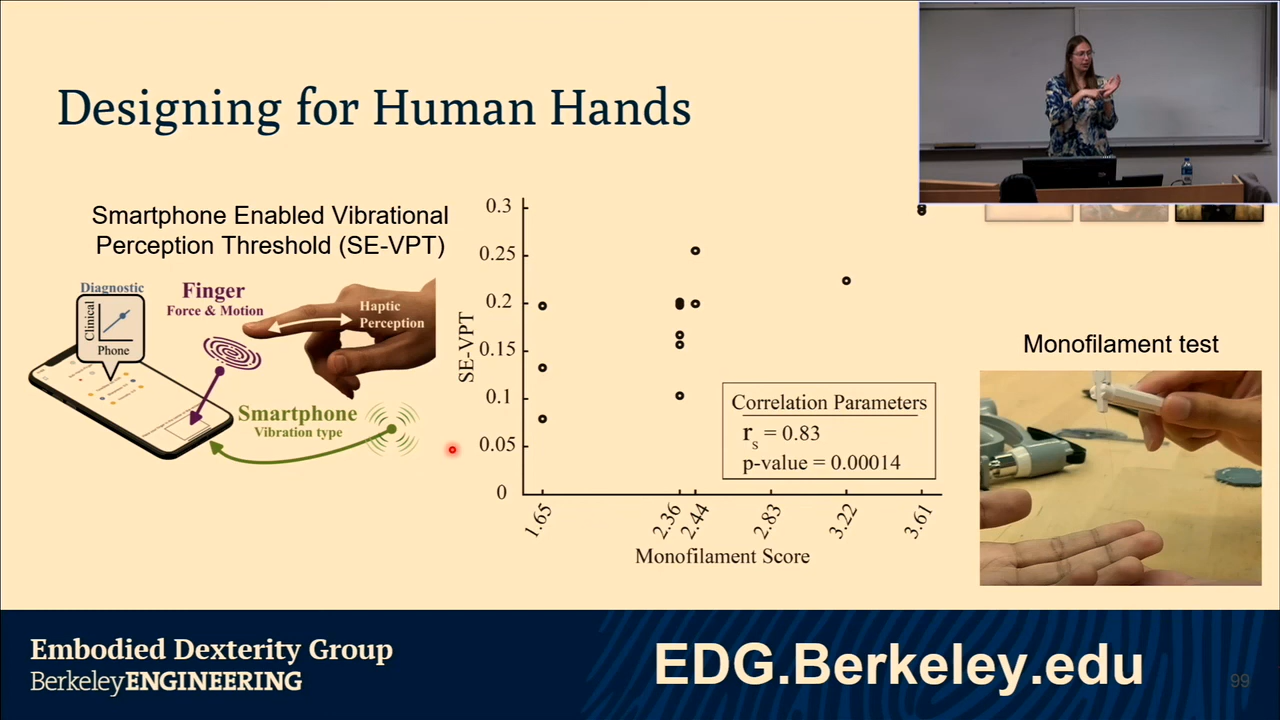 Designing for Human Hands
Smartphone Enabled Vibrational
Perception Threshold (SE-VPT)
Diagnostic
Clinical
Phone
Finger
Force & Motion
Haptic
Perception
Smartphone
Vibration type
SE-VPT
0.3
0.25
0.2
0.15
0.1
0.05
0
1.65
2.36
2.44
2.83
3.22
3.61
Monofilament Score
Correlation Parameters
rs = 0.83
p-value = 0.00014
Monofilament test
Embodied Dexterity Group
BerkeleyENGINEERING
EDG.Berkeley.edu
99